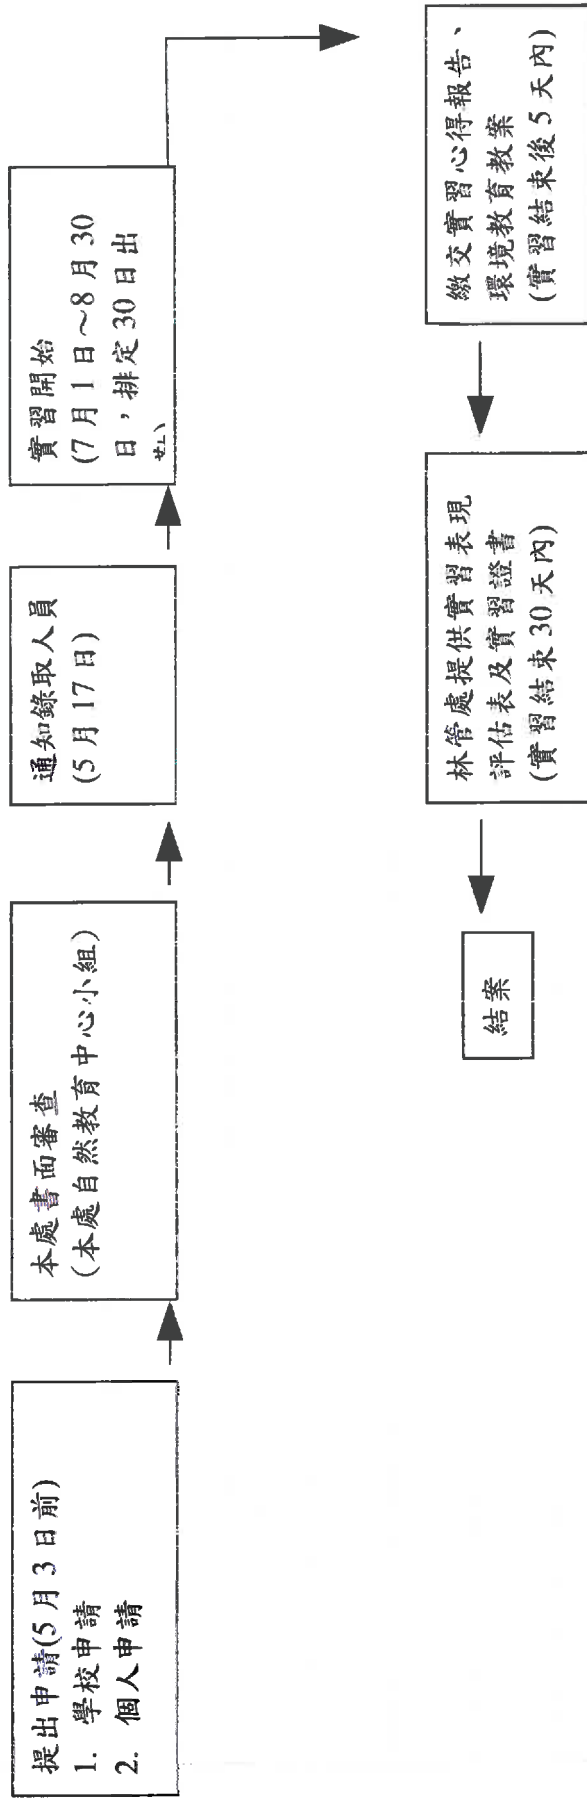 提出申請(5月3日前)
1. 學校申請
2. 個人申請
本處書面審查
(本處自然教育中心小組)
通知錄取人員
(5月17日)
實習開始
(7月1日～8月30
日，排定30日出
繳交實習心得報告、
環境教育教案
(實習結束後5天內)
林管處提供實習表現
評估表及實習證書
(實習結束30天內)
結案